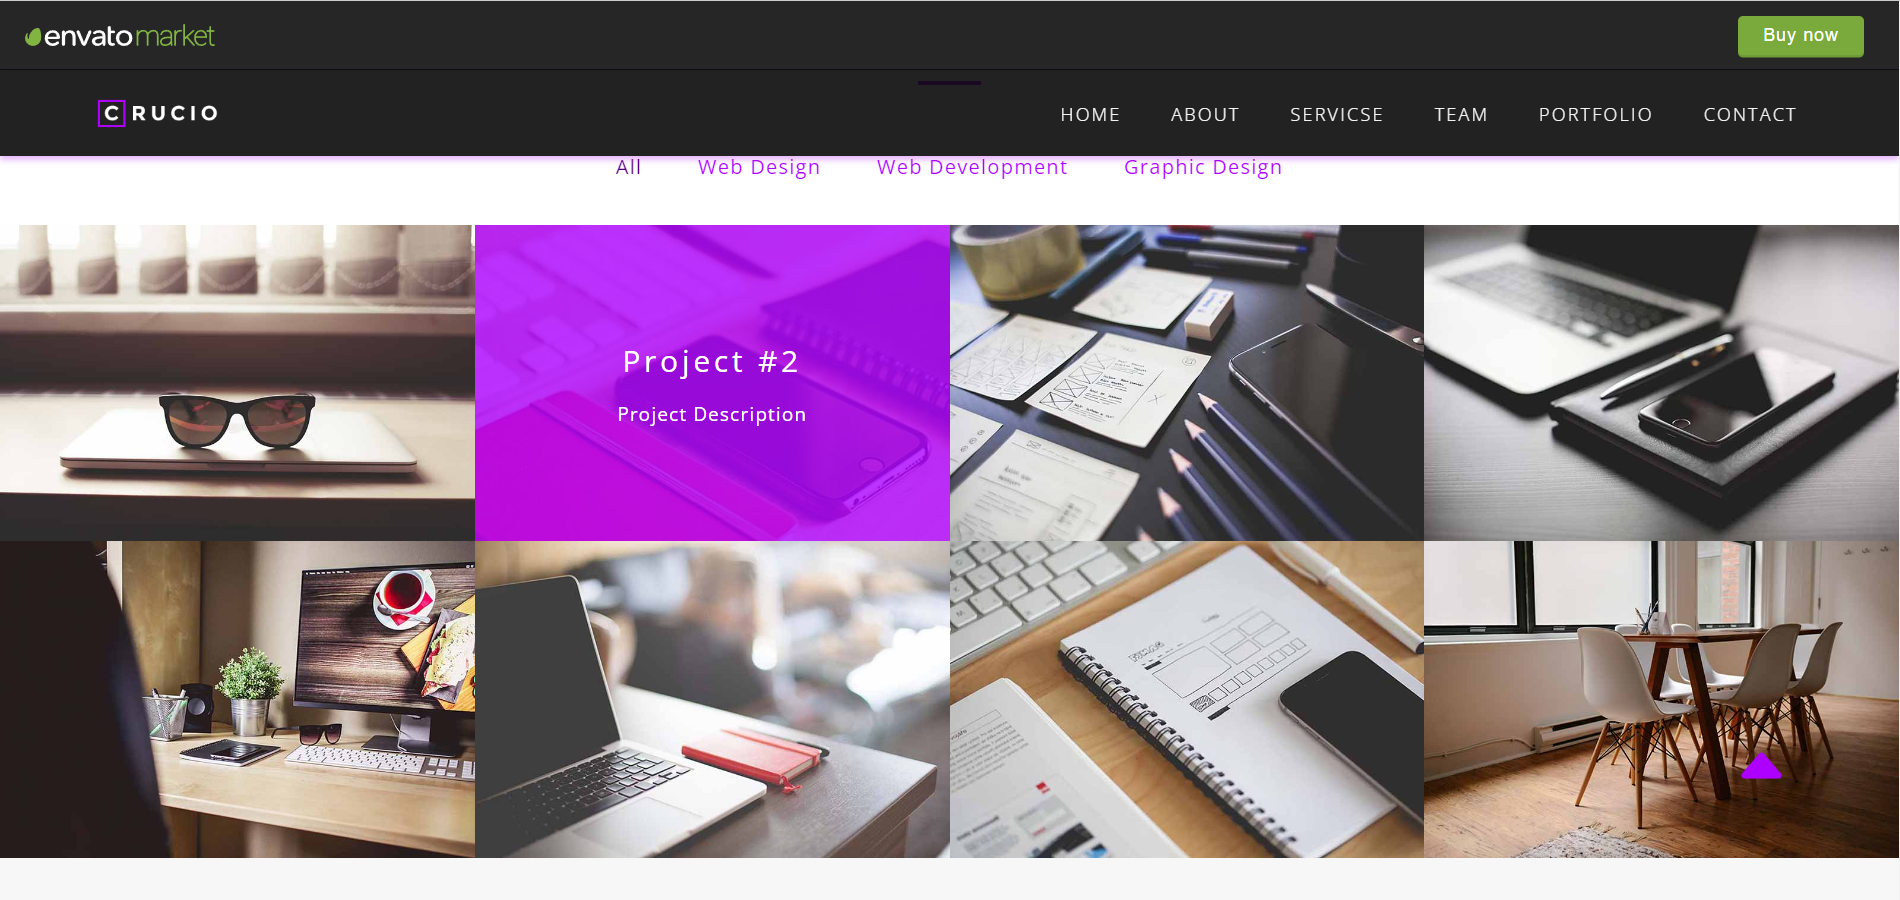 envatomarket
Buy now
CRUCIO
HOME ABOUT SERVICSE TEAM PORTFOLIO CONTACT
All Web Design Web Development Graphic Design
Project #2
Project Description